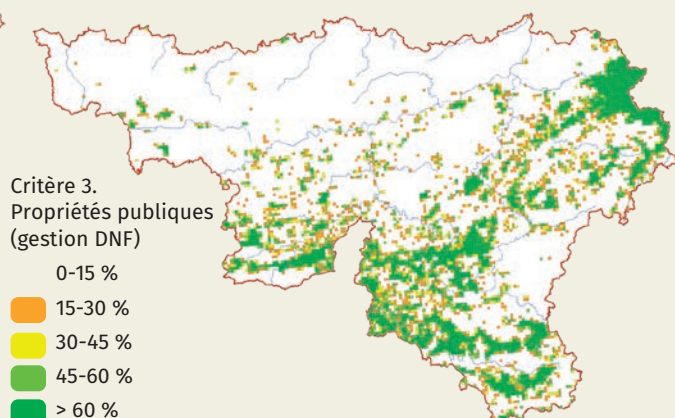 Critère 3.
Propriétés publiques
(gestion DNF)
0-15 %
15-30 %
30-45 %
45-60 %
> 60 %